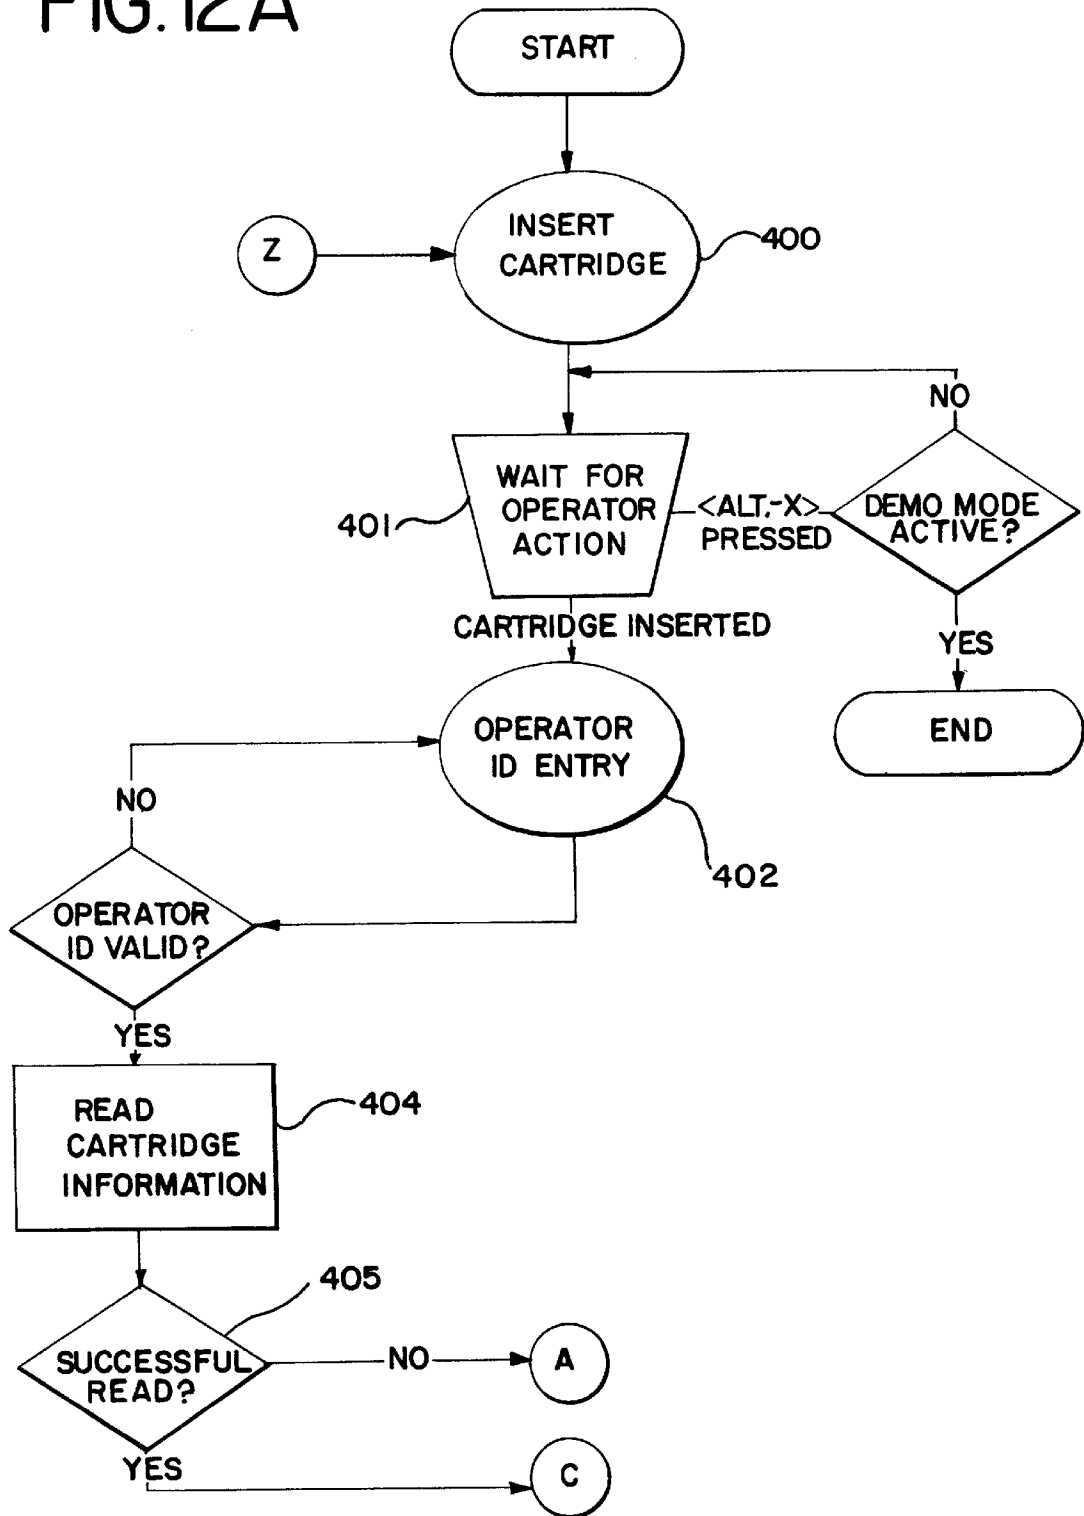 FIG. 12A
START
INSERT
CARTRIDGE
400
Z
NO
WAIT FOR
OPERATOR
ACTION
401
<ALT.-X>
PRESSED
DEMO MODE
ACTIVE?
CARTRIDGE INSERTED
YES
END
OPERATOR
ID ENTRY
402
NO
OPERATOR
ID VALID?
YES
READ
CARTRIDGE
INFORMATION
404
405
SUCCESSFUL
READ?
NO
A
YES
C